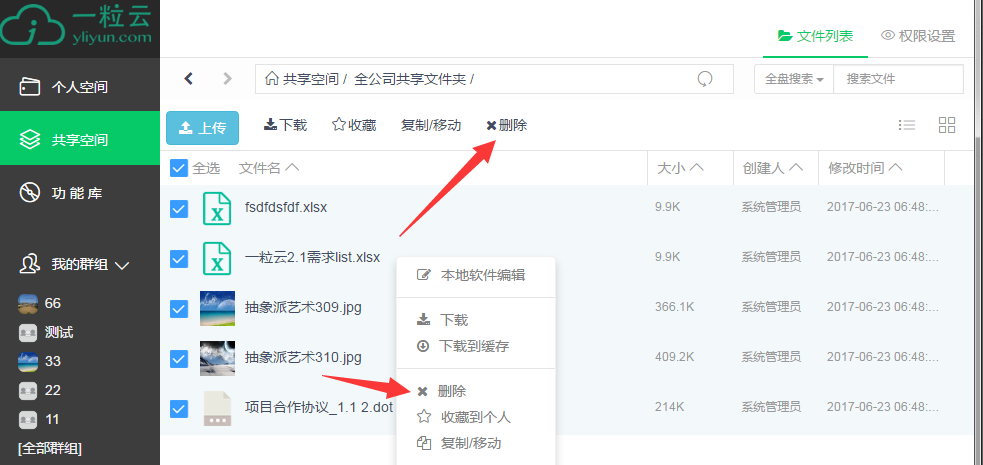 一粒云
yliyun.com
个人空间
共享空间
功能库
我的群组
66
测试
33
22
11
[全部群组]
文件列表
权限设置
共享空间 / 全公司共享文件夹 /
全盘搜索
搜索文件
上传
下载
收藏
复制/移动
删除
全选 文件名 大小 创建人 修改时间
fsdfdsfdf.xlsx 9.9K 系统管理员 2017-06-23 06:48:...
一粒云2.1需求list.xlsx 9.9K 系统管理员 2017-06-23 06:48:...
抽象派艺术309.jpg 366.1K 系统管理员 2017-06-23 06:48:...
抽象派艺术310.jpg 409.2K 系统管理员 2017-06-23 06:48:...
项目合作协议_1.1 2.dot 214K 系统管理员 2017-06-23 06:48:...
本地软件编辑
下载
下载到缓存
删除
收藏到个人
复制/移动